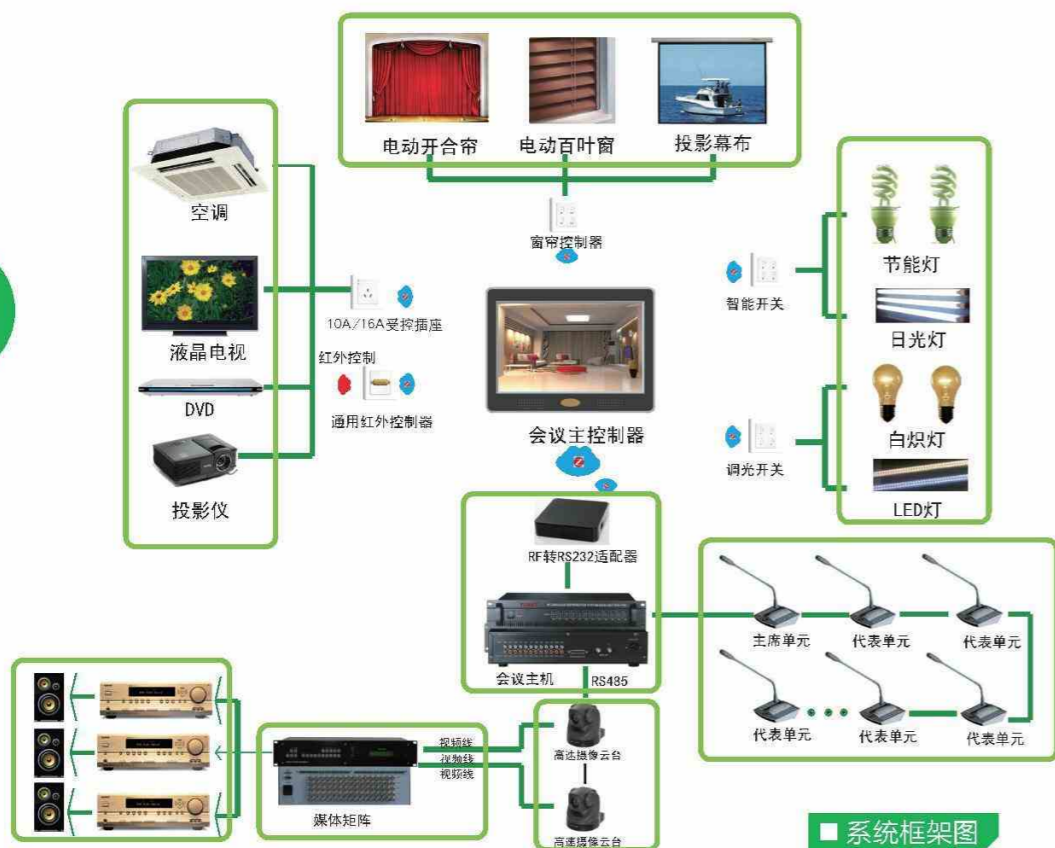 电动开合帘
电动百叶窗
投影幕布
窗帘控制器
空调
液晶电视
DVD
投影仪
10A/16A受控插座
红外控制
通用红外控制器
会议主控制器
智能开关
调光开关
节能灯
日光灯
白炽灯
LED灯
RF转RS232适配器
会议主机
RS485
主席单元
代表单元
代表单元
代表单元
代表单元
代表单元
视频线
视频线
视频线
高达摄像云台
高速摄像云台
媒体矩阵
系统框架图